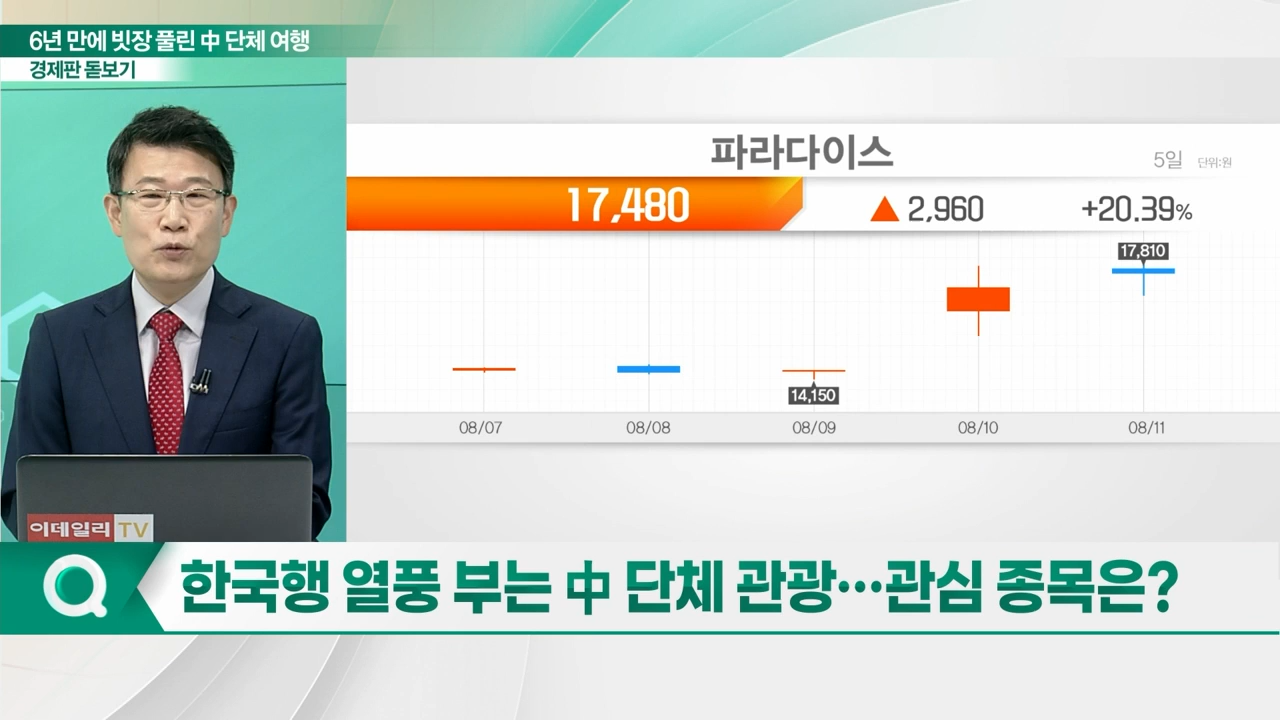 6년 만에 빗장 풀린 中 단체 여행
경제판 돋보기
파라다이스
5일 단위:원
17,480 ▲ 2,960 +20.39%
17,810
14,150
08/07 08/08 08/09 08/10 08/11
이데일리 TV
한국행 열풍 부는 中 단체 관광…관심 종목은?